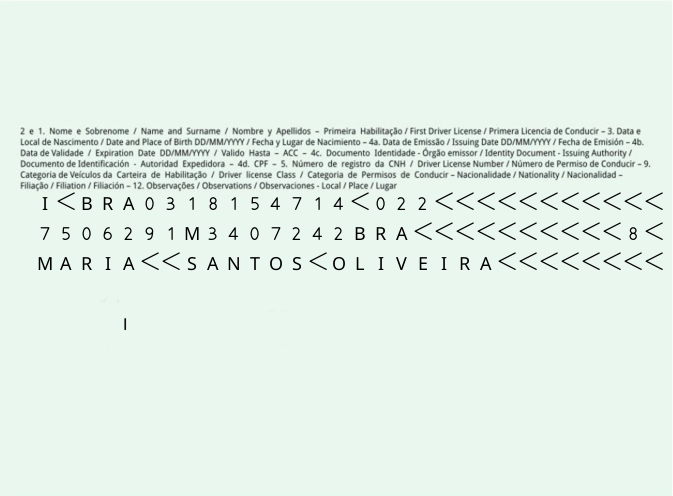 2 e 1. Nome e Sobrenome / Name and Surname / Nombre y Apellidos – Primeira Habilitação / First Driver License / Primera Licencia de Conducir – 3. Data e
Local de Nascimento / Date and Place of Birth DD/MM/YYYY / Fecha y Lugar de Nacimiento – 4a. Data de Emissão / Issuing Date DD/MM/YYYY / Fecha de Emisión – 4b.
Data de Validade / Expiration Date DD/MM/YYYY / Valido Hasta – ACC – 4c. Documento Identidade - Órgão emissor / Identity Document - Issuing Authority /
Documento de Identificación - Autoridad Expedidora – 4d. CPF – 5. Número de registro da CNH / Driver License Number / Número de Permiso de Conducir – 9.
Categoria de Veículos da Carteira de Habilitação / Driver license Class / Categoria de Permisos de Conducir – Nacionalidade / Nationality / Nacionalidad –
Filiação / Filiation / Filiación – 12. Observações / Observations / Observaciones - Local / Place / Lugar
I<BRA0318154714<022<<<<<<<<<<<
7506291M3407242BRA<<<<<<<<<<8<
MARIA<<SANTOS<OLIVEIRA<<<<<<<<
I